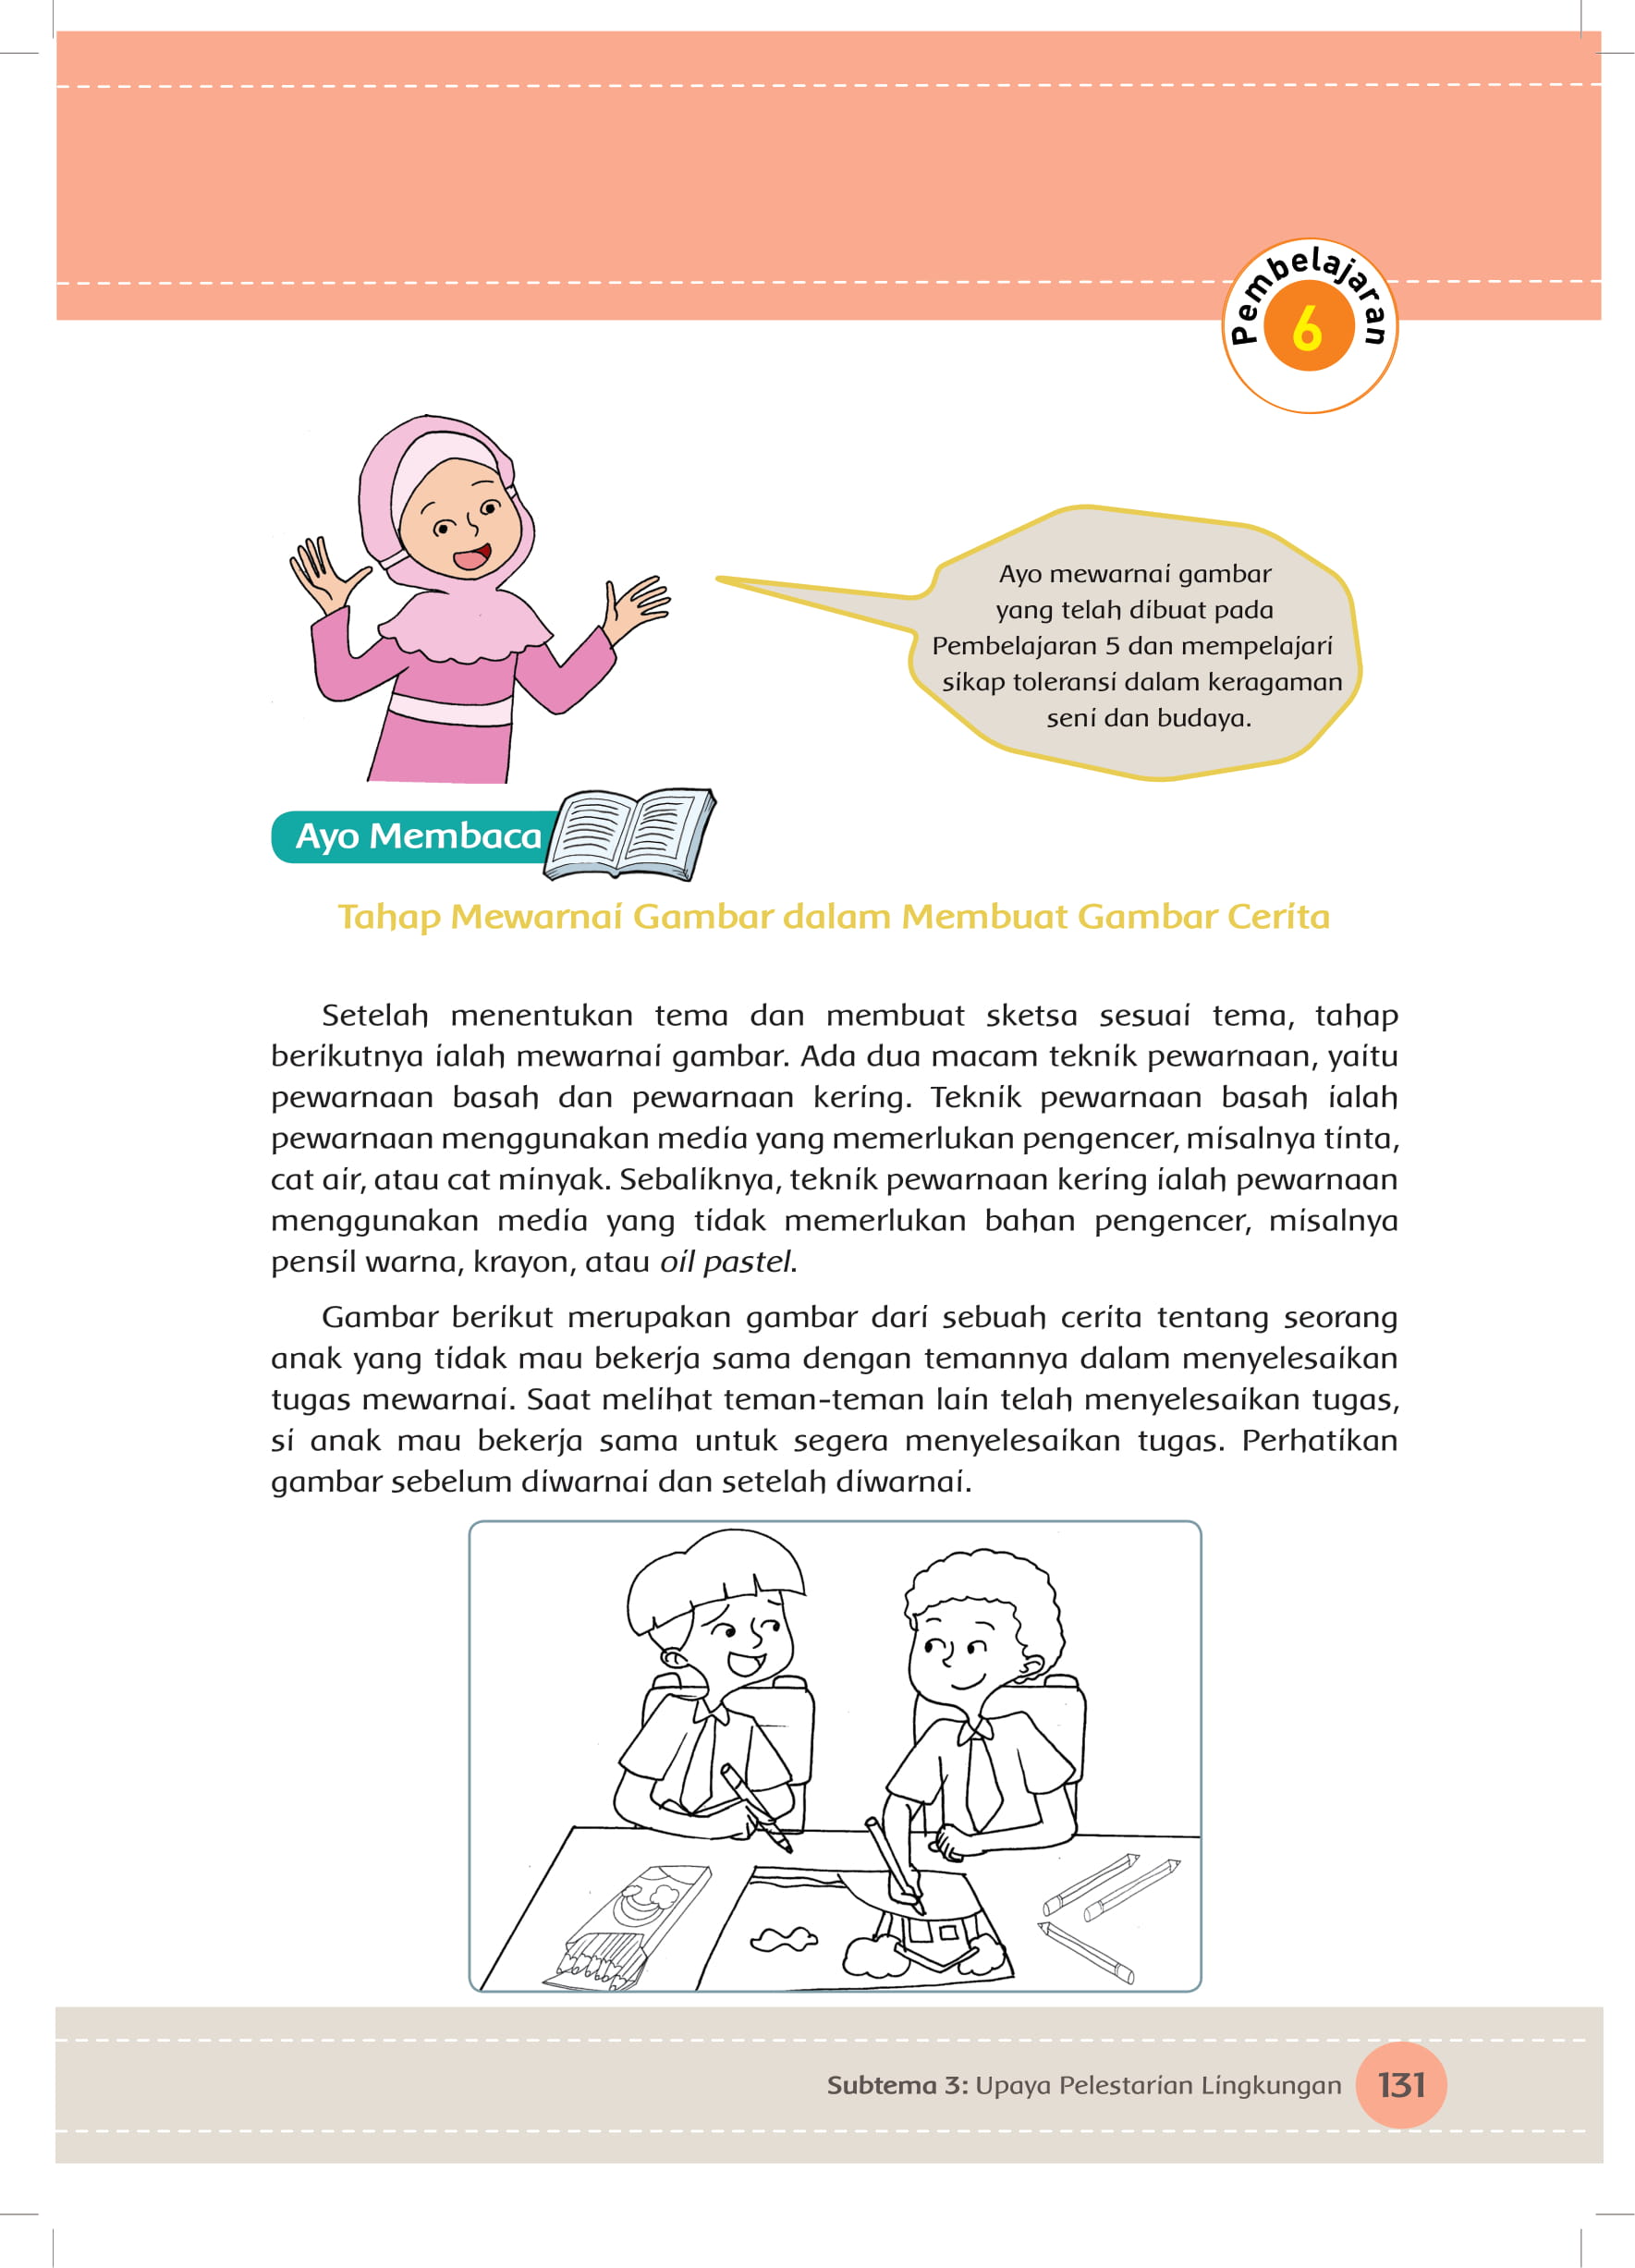 Pembelajaran
6
Ayo mewarnai gambar
yang telah dibuat pada
Pembelajaran 5 dan mempelajari
sikap toleransi dalam keragaman
seni dan budaya.
Ayo Membaca
Tahap Mewarnai Gambar dalam Membuat Gambar Cerita
Setelah menentukan tema dan membuat sketsa sesuai tema, tahap
berikutnya ialah mewarnai gambar. Ada dua macam teknik pewarnaan, yaitu
pewarnaan basah dan pewarnaan kering. Teknik pewarnaan basah ialah
pewarnaan menggunakan media yang memerlukan pengencer, misalnya tinta,
cat air, atau cat minyak. Sebaliknya, teknik pewarnaan kering ialah pewarnaan
menggunakan media yang tidak memerlukan bahan pengencer, misalnya
pensil warna, krayon, atau oil pastel.
Gambar berikut merupakan gambar dari sebuah cerita tentang seorang
anak yang tidak mau bekerja sama dengan temannya dalam menyelesaikan
tugas mewarnai. Saat melihat teman-teman lain telah menyelesaikan tugas,
si anak mau bekerja sama untuk segera menyelesaikan tugas. Perhatikan
gambar sebelum diwarnai dan setelah diwarnai.
Subtema 3: Upaya Pelestarian Lingkungan
131